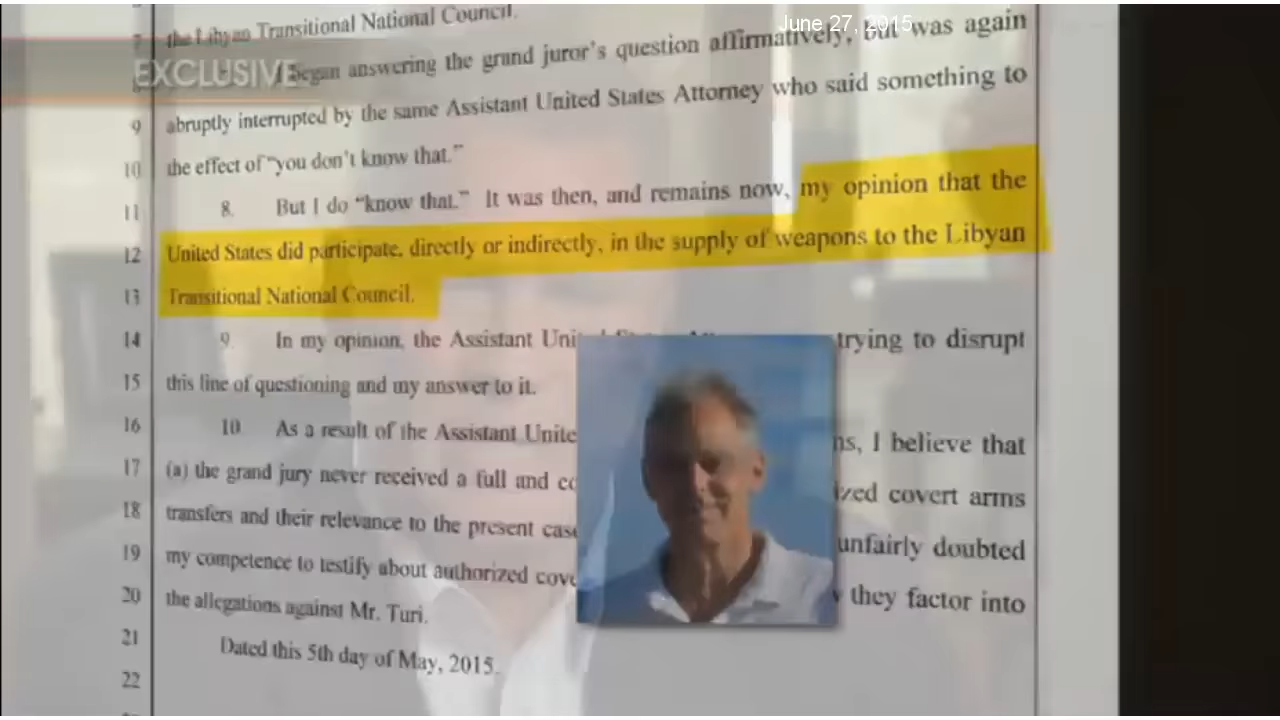 June 27, 2015
EXCLUSIVE
the Libyan Transitional National Council.
7
began answering the grand juror's question affirmatively, but was again
9 abruptly interrupted by the same Assistant United States Attorney who said something to
10 the effect of "you don't know that."
11 8. But I do "know that." It was then, and remains now, my opinion that the
12 United States did participate, directly or indirectly, in the supply of weapons to the Libyan
13 Transitional National Council.
14 9. In my opinion, the Assistant trying to disrupt
15 this line of questioning and my answer to it.
16 10. As a result of the Assistant I believe that
17 (a) the grand jury never received a full and covert arms
18 transfers and their relevance to the present
19 my competence to testify about authorized unfairly doubted
20 the allegations against Mr. Turi. they factor into
21 Dated this 5th day of May, 2015.
22